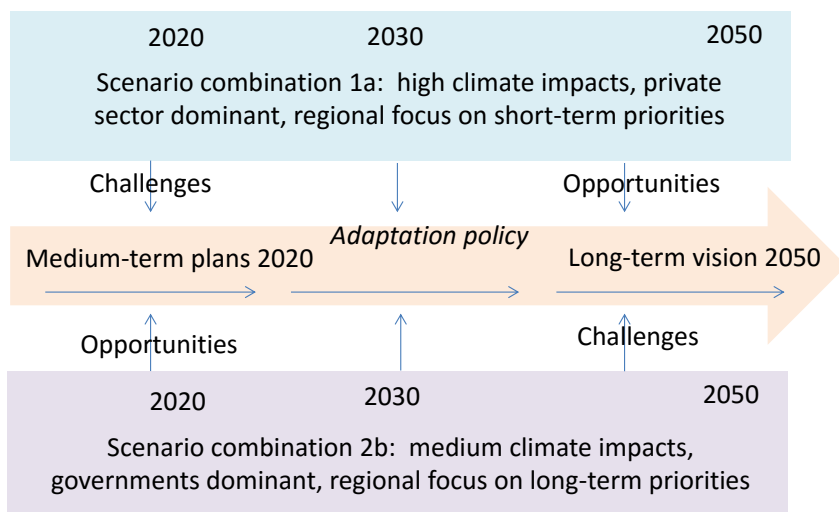 2020 2030 2050
Scenario combination 1a:  high climate impacts, private
sector dominant, regional focus on short-term priorities
Challenges Opportunities
Adaptation policy
Medium-term plans 2020 Long-term vision 2050
Opportunities Challenges
2020 2030 2050
Scenario combination 2b:  medium climate impacts,
governments dominant, regional focus on long-term priorities